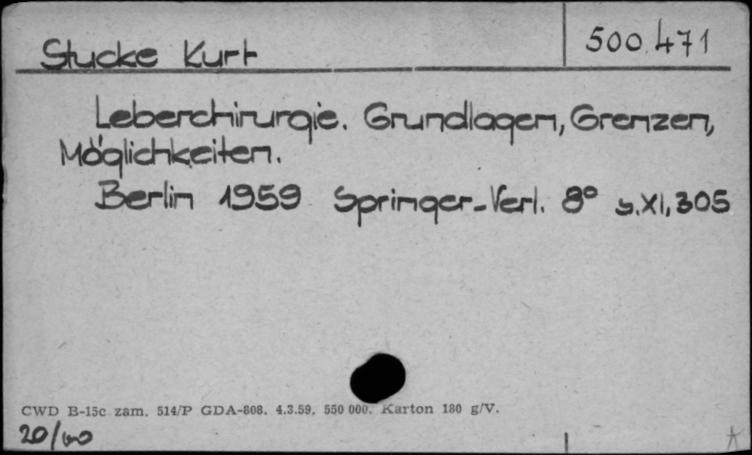 Stucke Kurt 500.471
Leberchirurgie. Grundlagen, Grenzen,
Möglichkeiten.
Berlin 1959 Springer-Verl. 8° s.XI, 305
CWD B-15c zam. 514/P GDA-808. 4.3.59. 550 000. Karton 180 g/V.
20/